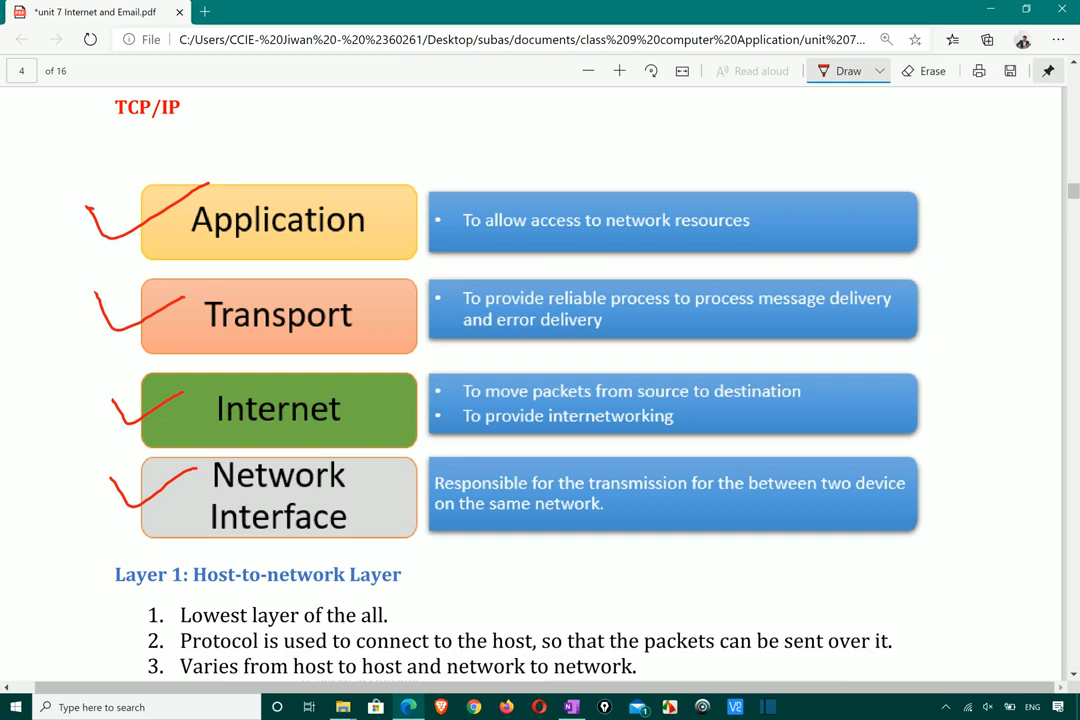 *unit 7 Internet and Email.pdf
File
C:/Users/CCIE-%20Jiwan%20-%20%2360261/Desktop/subas/documents/class%209%20computer%20Application/unit%207...
4 of 16
Read aloud
Draw
Erase
TCP/IP
Application
• To allow access to network resources
Transport
• To provide reliable process to process message delivery
and error delivery
Internet
• To move packets from source to destination
• To provide internetworking
Network
Interface
Responsible for the transmission for the between two device
on the same network.
Layer 1: Host-to-network Layer
1. Lowest layer of the all.
2. Protocol is used to connect to the host, so that the packets can be sent over it.
3. Varies from host to host and network to network.
Type here to search
ENG